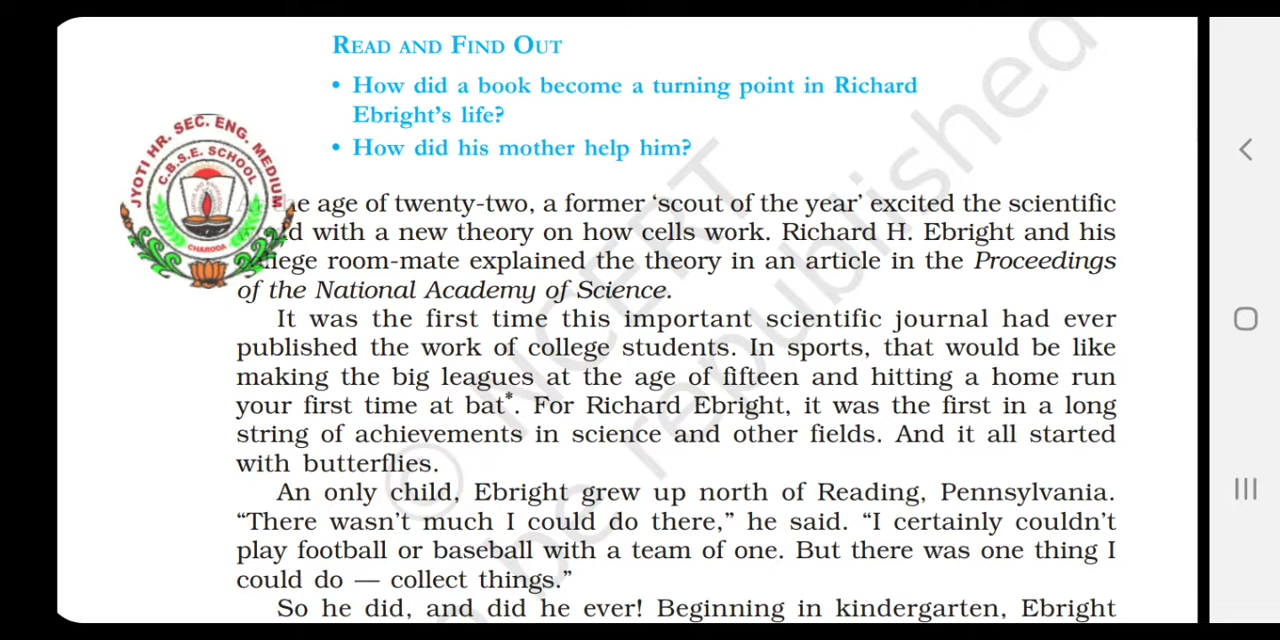 READ AND FIND OUT
• How did a book become a turning point in Richard
Ebright's life?
• How did his mother help him?
JYOTI HR. SEC. ENG. MEDIUM
C.B.S.E. SCHOOL
CHARODA
age of twenty-two, a former ‘scout of the year’ excited the scientific
with a new theory on how cells work. Richard H. Ebright and his
room-mate explained the theory in an article in the Proceedings
of the National Academy of Science.
It was the first time this important scientific journal had ever
published the work of college students. In sports, that would be like
making the big leagues at the age of fifteen and hitting a home run
your first time at bat*. For Richard Ebright, it was the first in a long
string of achievements in science and other fields. And it all started
with butterflies.
An only child, Ebright grew up north of Reading, Pennsylvania.
“There wasn't much I could do there,” he said. “I certainly couldn't
play football or baseball with a team of one. But there was one thing I
could do — collect things.”
So he did, and did he ever! Beginning in kindergarten, Ebright
© NCERT
be republished